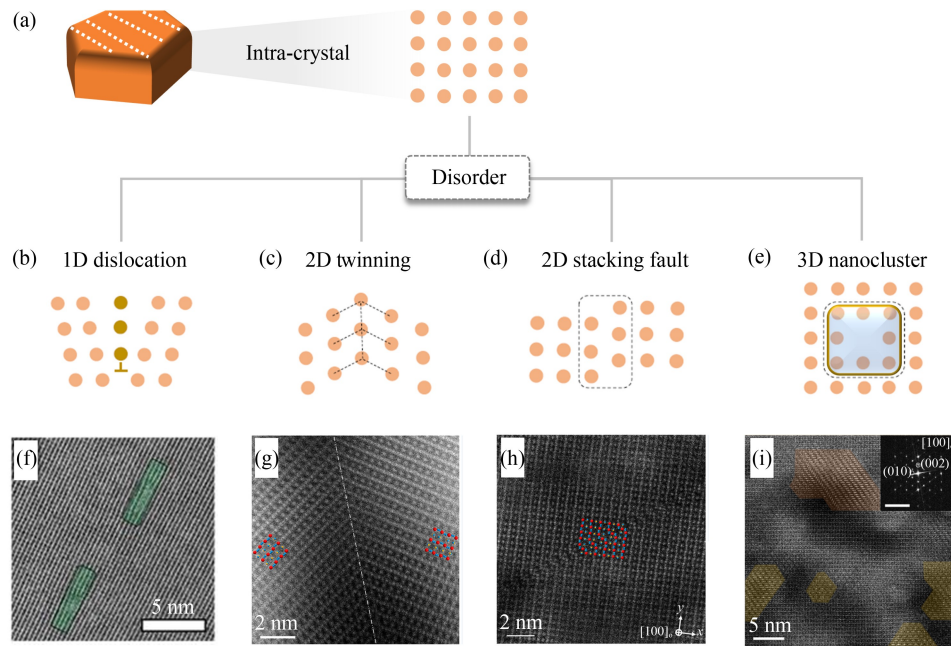 (a)
Intra-crystal
Disorder
(b) 1D dislocation
(c) 2D twinning
(d) 2D stacking fault
(e) 3D nanocluster
(f)
5 nm
(g)
2 nm
(h)
2 nm
[100]o
y
x
(i)
[100]
(002)
(010)
5 nm